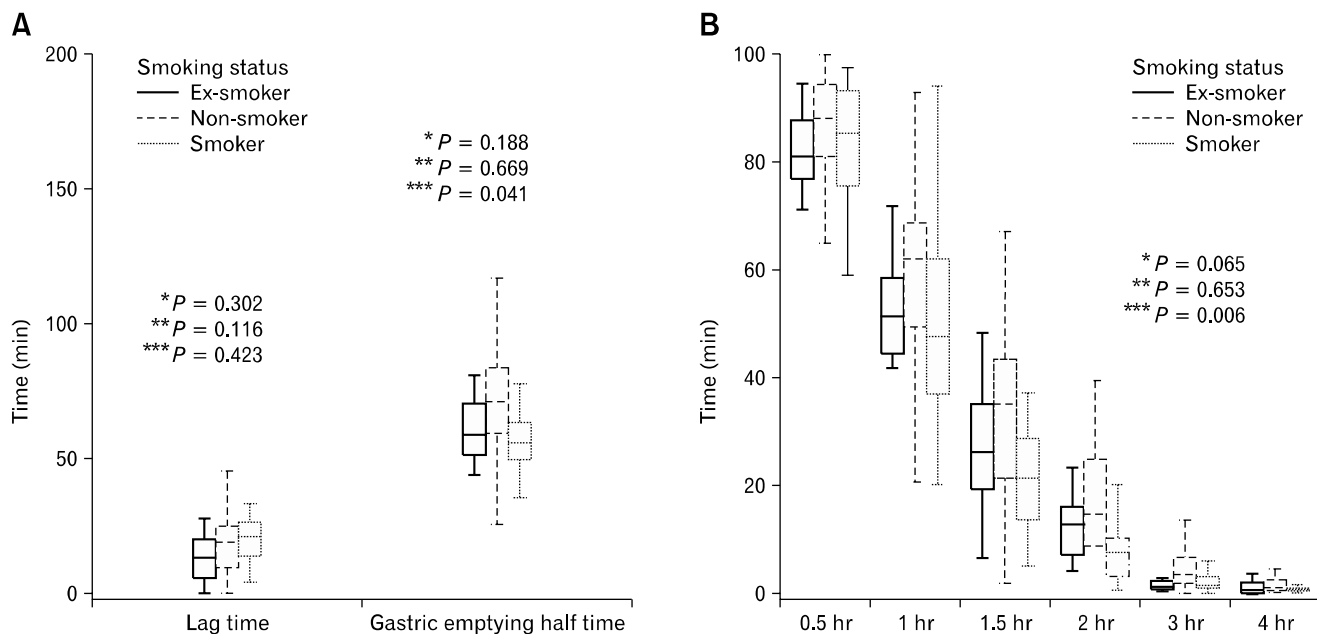 A
Time (min)
200
150
100
50
0
Smoking status
Ex-smoker
Non-smoker
Smoker
*P = 0.188
**P = 0.669
***P = 0.041
*P = 0.302
**P = 0.116
***P = 0.423
Lag time
Gastric emptying half time
B
Time (min)
100
80
60
40
20
0
Smoking status
Ex-smoker
Non-smoker
Smoker
*P = 0.065
**P = 0.653
***P = 0.006
0.5 hr
1 hr
1.5 hr
2 hr
3 hr
4 hr